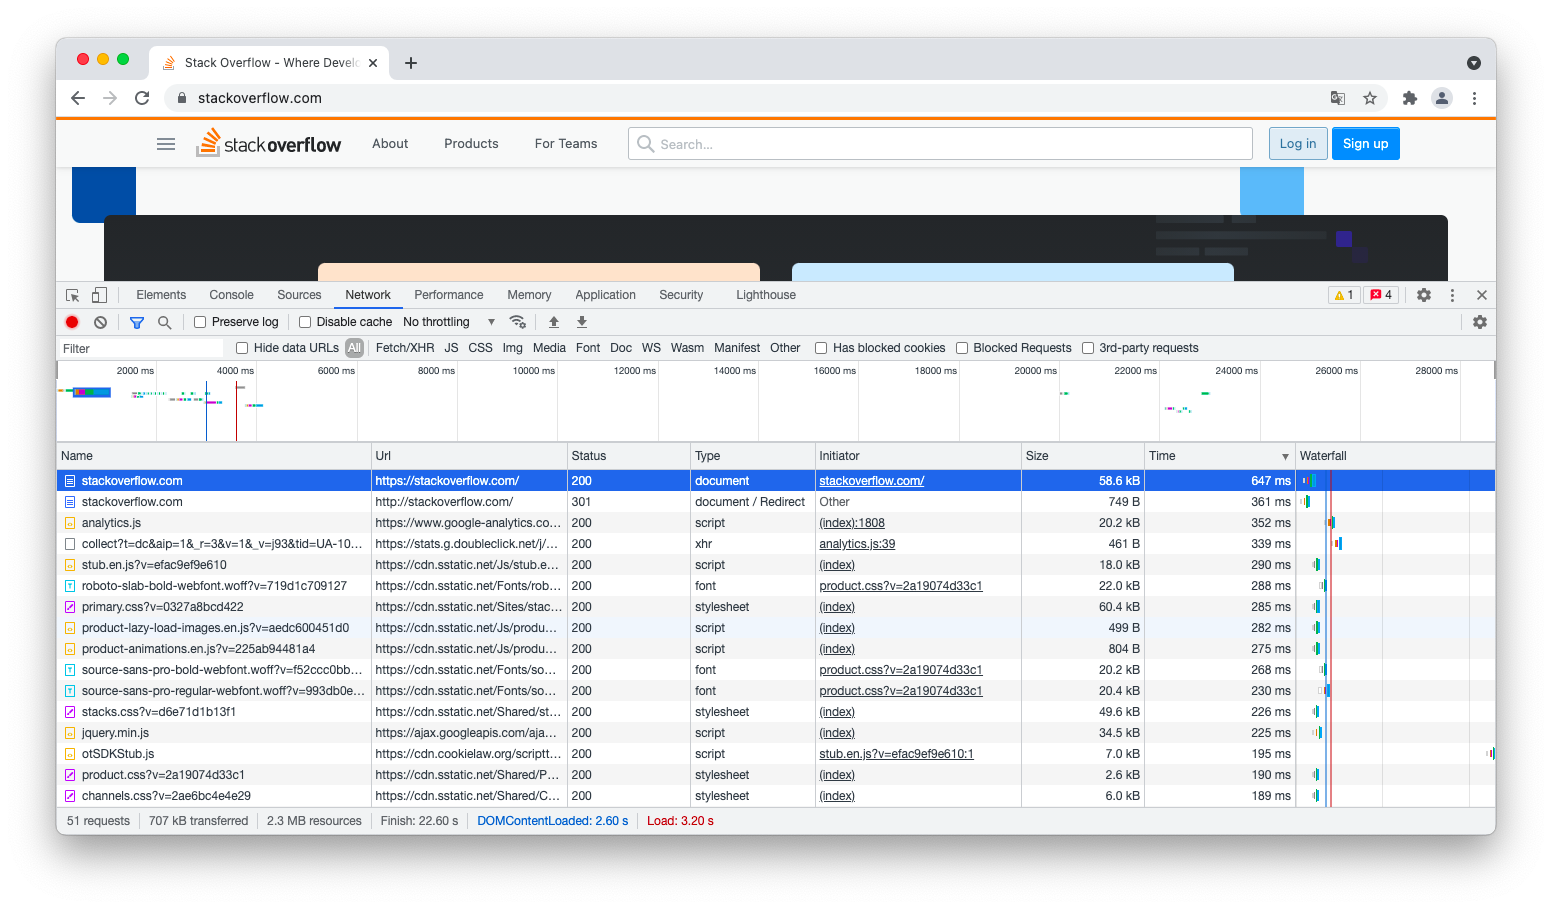 Stack Overflow - Where Develo
stackoverflow.com
stackoverflow About Products For Teams Search... Log in Sign up
Elements Console Sources Network Performance Memory Application Security Lighthouse 1 4
Preserve log Disable cache No throttling
Filter Hide data URLs All Fetch/XHR JS CSS Img Media Font Doc WS Wasm Manifest Other Has blocked cookies Blocked Requests 3rd-party requests
2000 ms 4000 ms 6000 ms 8000 ms 10000 ms 12000 ms 14000 ms 16000 ms 18000 ms 20000 ms 22000 ms 24000 ms 26000 ms 28000 ms
Name Url Status Type Initiator Size Time Waterfall
stackoverflow.com https://stackoverflow.com/ 200 document stackoverflow.com/ 58.6 kB 647 ms
stackoverflow.com http://stackoverflow.com/ 301 document / Redirect Other 749 B 361 ms
analytics.js https://www.google-analytics.co... 200 script (index):1808 20.2 kB 352 ms
collect?t=dc&aip=1&_r=3&v=1&_v=j93&tid=UA-10... https://stats.g.doubleclick.net/j/... 200 xhr analytics.js:39 461 B 339 ms
stub.en.js?v=efac9ef9e610 https://cdn.sstatic.net/Js/stub.e... 200 script (index) 18.0 kB 290 ms
roboto-slab-bold-webfont.woff?v=719d1c709127 https://cdn.sstatic.net/Fonts/rob... 200 font product.css?v=2a19074d33c1 22.0 kB 288 ms
primary.css?v=0327a8bcd422 https://cdn.sstatic.net/Sites/stac... 200 stylesheet (index) 60.4 kB 285 ms
product-lazy-load-images.en.js?v=aedc600451d0 https://cdn.sstatic.net/Js/produ... 200 script (index) 499 B 282 ms
product-animations.en.js?v=225ab94481a4 https://cdn.sstatic.net/Js/produ... 200 script (index) 804 B 275 ms
source-sans-pro-bold-webfont.woff?v=f52ccc0bb... https://cdn.sstatic.net/Fonts/so... 200 font product.css?v=2a19074d33c1 20.2 kB 268 ms
source-sans-pro-regular-webfont.woff?v=993db0e... https://cdn.sstatic.net/Fonts/so... 200 font product.css?v=2a19074d33c1 20.4 kB 230 ms
stacks.css?v=d6e71d1b13f1 https://cdn.sstatic.net/Shared/st... 200 stylesheet (index) 49.6 kB 226 ms
jquery.min.js https://ajax.googleapis.com/aja... 200 script (index) 34.5 kB 225 ms
otSDKStub.js https://cdn.cookielaw.org/scriptt... 200 script stub.en.js?v=efac9ef9e610:1 7.0 kB 195 ms
product.css?v=2a19074d33c1 https://cdn.sstatic.net/Shared/P... 200 stylesheet (index) 2.6 kB 190 ms
channels.css?v=2ae6bc4e4e29 https://cdn.sstatic.net/Shared/C... 200 stylesheet (index) 6.0 kB 189 ms
51 requests 707 kB transferred 2.3 MB resources Finish: 22.60 s DOMContentLoaded: 2.60 s Load: 3.20 s